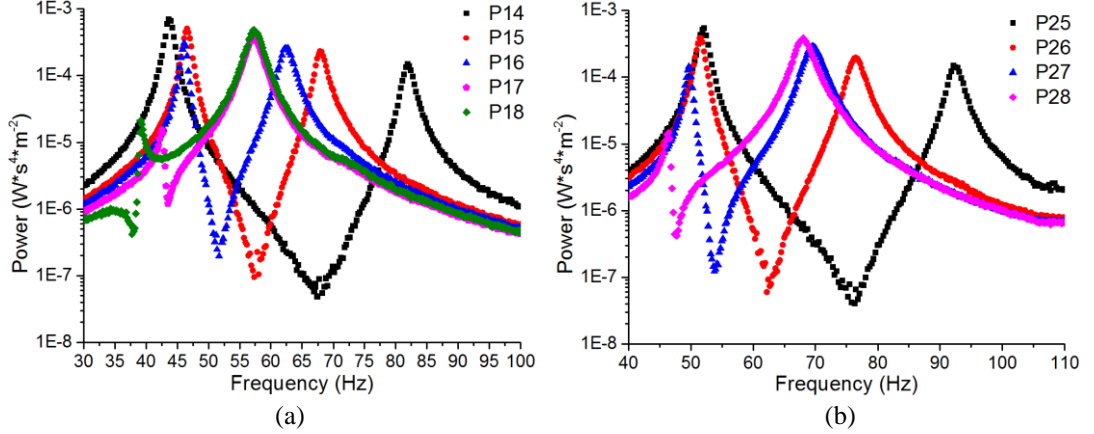 1E-3
1E-4
1E-5
1E-6
1E-7
1E-8
Power (W*s⁴*m⁻²)
30 35 40 45 50 55 60 65 70 75 80 85 90 95 100
Frequency (Hz)
P14
P15
P16
P17
P18
(a)
1E-3
1E-4
1E-5
1E-6
1E-7
1E-8
Power (W*s⁴*m⁻²)
40 50 60 70 80 90 100 110
Frequency (Hz)
P25
P26
P27
P28
(b)